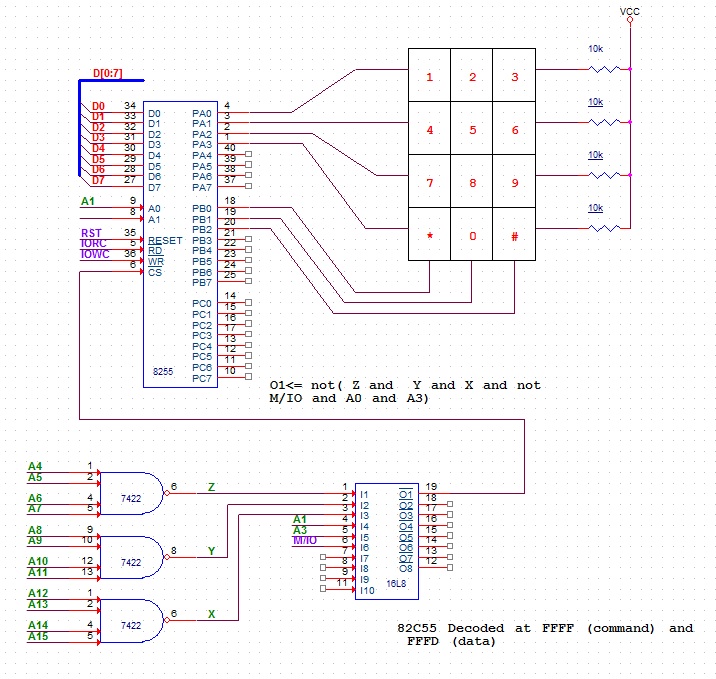 VCC
10k
D[0:7]
1 2 3
D0 34 D0 PA0 4
10k
D1 33 D1 PA1 3
D2 32 D2 PA2 2
4 5 6
D3 31 D3 PA3 1
D4 30 D4 PA4 40
D5 29 D5 PA5 39
10k
D6 28 D6 PA6 38
D7 27 D7 PA7 37
7 8 9
A1 9 A0 PB0 18
8 A1 PB1 19
10k
PB2 20
RST 35 RESET PB3 21
* 0 #
IORC 5 RD PB4 22
IOWC 36 WR PB5 23
6 CS PB6 24
PB7 25
PC0 14
PC1 15
PC2 16
PC3 17
PC4 13
PC5 12
8255 PC6 11
PC7 10
O1<= not( Z and Y and X and not
M/IO and A0 and A3)
A4 1
A5 2
6 Z
7422
A6 4
A7 5
1 I1 O1 19
2 I2 O2 18
3 I3 O3 17
A1 4 I4 O4 16
A3 5 I5 O5 15
M/IO 6 I6 O6 14
7 I7 O7 13
8 I8 O8 12
9 I9
11 I10
16L8
A8 9
A9 10
8 Y
7422
A10 12
A11 13
A12 1
A13 2
6 X
7422
A14 4
A15 5
82C55 Decoded at FFFF (command) and
FFFD (data)